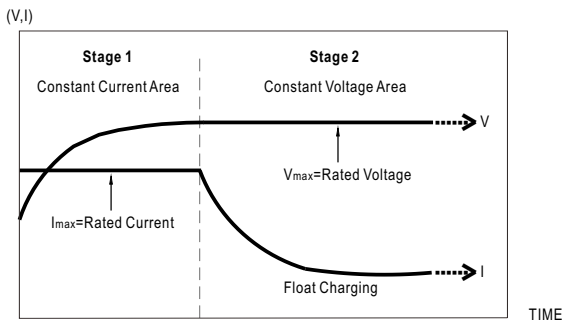 (V,I)
Stage 1
Stage 2
Constant Current Area
Constant Voltage Area
V
Vmax=Rated Voltage
Imax=Rated Current
I
Float Charging
TIME